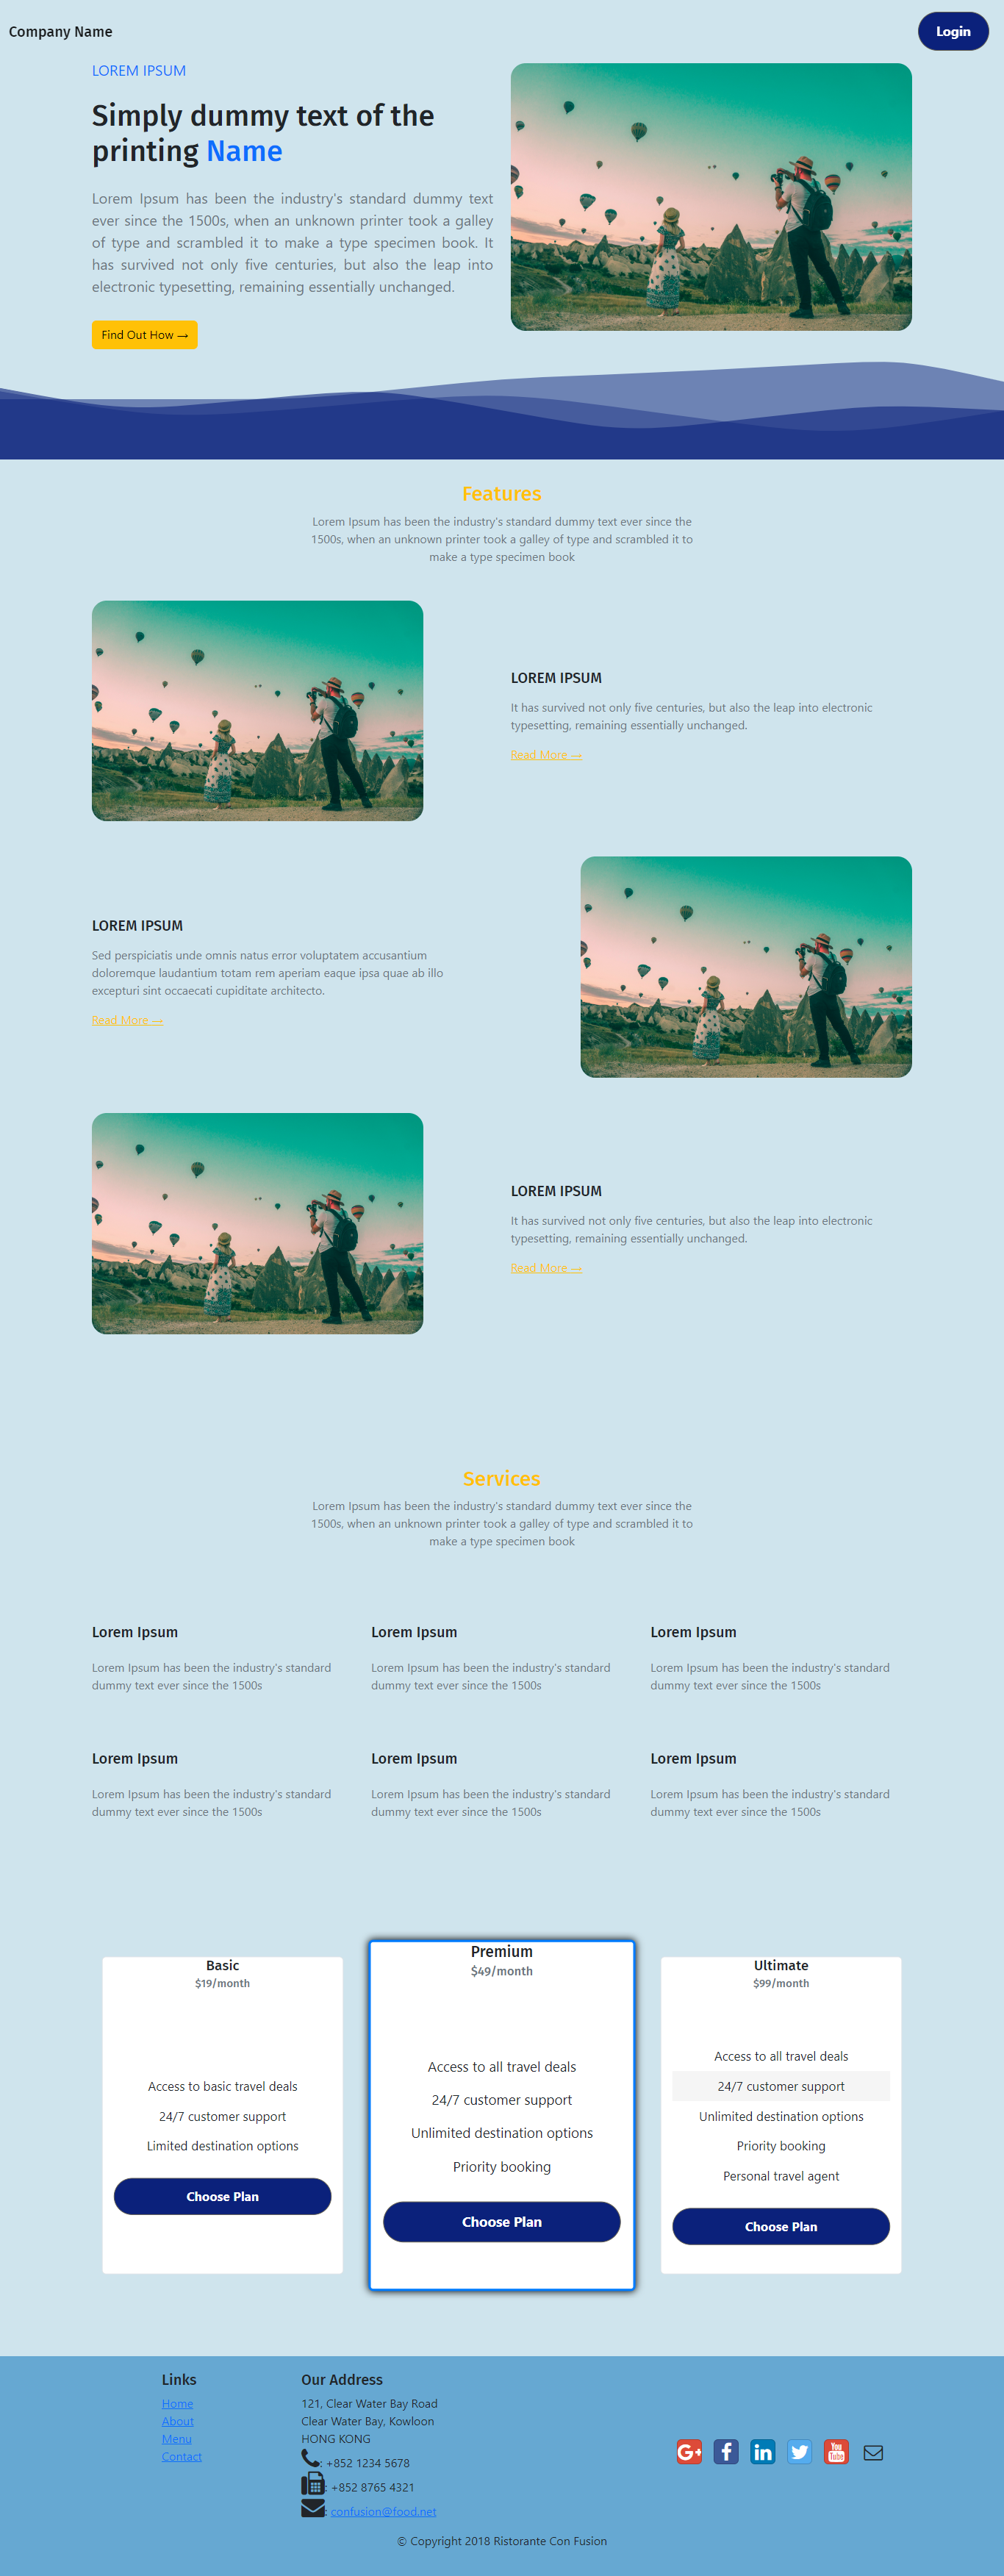 Company Name
Login
LOREM IPSUM
Simply dummy text of the
printing Name
Lorem Ipsum has been the industry's standard dummy text
ever since the 1500s, when an unknown printer took a galley
of type and scrambled it to make a type specimen book. It
has survived not only five centuries, but also the leap into
electronic typesetting, remaining essentially unchanged.
Find Out How →
Features
Lorem Ipsum has been the industry's standard dummy text ever since the
1500s, when an unknown printer took a galley of type and scrambled it to
make a type specimen book
LOREM IPSUM
It has survived not only five centuries, but also the leap into electronic
typesetting, remaining essentially unchanged.
Read More →
LOREM IPSUM
Sed perspiciatis unde omnis natus error voluptatem accusantium
doloremque laudantium totam rem aperiam eaque ipsa quae ab illo
excepturi sint occaecati cupiditate architecto.
Read More →
LOREM IPSUM
It has survived not only five centuries, but also the leap into electronic
typesetting, remaining essentially unchanged.
Read More →
Services
Lorem Ipsum has been the industry's standard dummy text ever since the
1500s, when an unknown printer took a galley of type and scrambled it to
make a type specimen book
Lorem Ipsum
Lorem Ipsum has been the industry's standard
dummy text ever since the 1500s
Lorem Ipsum
Lorem Ipsum has been the industry's standard
dummy text ever since the 1500s
Lorem Ipsum
Lorem Ipsum has been the industry's standard
dummy text ever since the 1500s
Lorem Ipsum
Lorem Ipsum has been the industry's standard
dummy text ever since the 1500s
Lorem Ipsum
Lorem Ipsum has been the industry's standard
dummy text ever since the 1500s
Lorem Ipsum
Lorem Ipsum has been the industry's standard
dummy text ever since the 1500s
Basic
$19/month
Access to basic travel deals
24/7 customer support
Limited destination options
Choose Plan
Premium
$49/month
Access to all travel deals
24/7 customer support
Unlimited destination options
Priority booking
Choose Plan
Ultimate
$99/month
Access to all travel deals
24/7 customer support
Unlimited destination options
Priority booking
Personal travel agent
Choose Plan
Links
Home
About
Menu
Contact
Our Address
121, Clear Water Bay Road
Clear Water Bay, Kowloon
HONG KONG
: +852 1234 5678
: +852 8765 4321
: confusion@food.net
G+ f in You Tube
© Copyright 2018 Ristorante Con Fusion